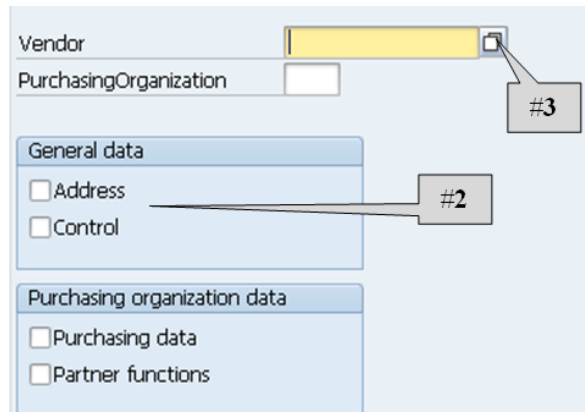 Vendor
PurchasingOrganization
#3
General data
Address
#2
Control
Purchasing organization data
Purchasing data
Partner functions